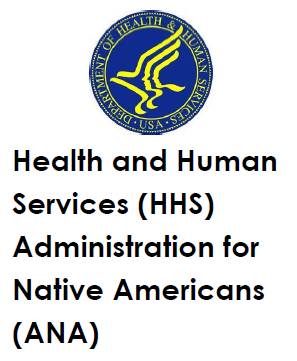 DEPARTMENT OF HEALTH & HUMAN SERVICES · USA ·
Health and Human
Services (HHS)
Administration for
Native Americans
(ANA)